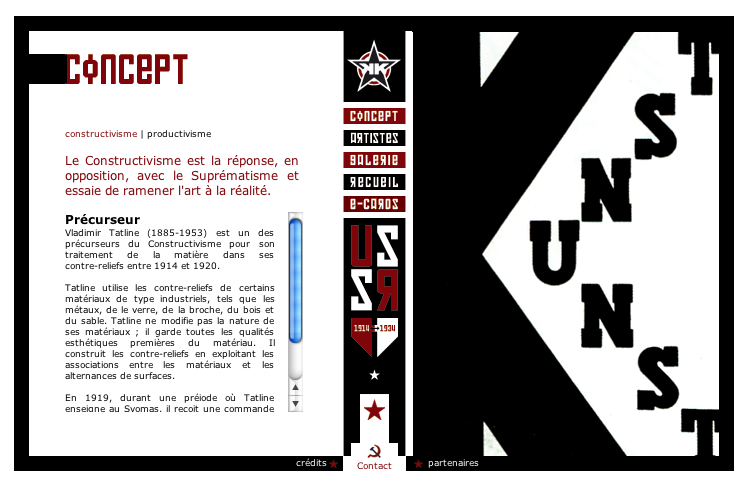 CONCEPT
constructivisme | productivisme
Le Constructivisme est la réponse, en
opposition, avec le Suprématisme et
essaie de ramener l'art à la réalité.
Précurseur
Vladimir Tatline (1885-1953) est un des
précurseurs du Constructivisme pour son
traitement de la matière dans ses
contre-reliefs entre 1914 et 1920.
Tatline utilise les contre-reliefs de certains
matériaux de type industriels, tels que les
métaux, de le verre, de la broche, du bois et
du sable. Tatline ne modifie pas la nature de
ses matériaux ; il garde toutes les qualités
esthétiques premières du matériau. Il
construit les contre-reliefs en exploitant les
associations entre les matériaux et les
alternances de surfaces.
En 1919, durant une préiode où Tatline
enseigne au Svomas, il reçoit une commande
KK
CONCEPT
ARTISTES
GALERIE
RECUEIL
E-CARDS
US
SR
1914 : 1934
crédits
Contact
partenaires
K
T
S
N
U
N
S
T